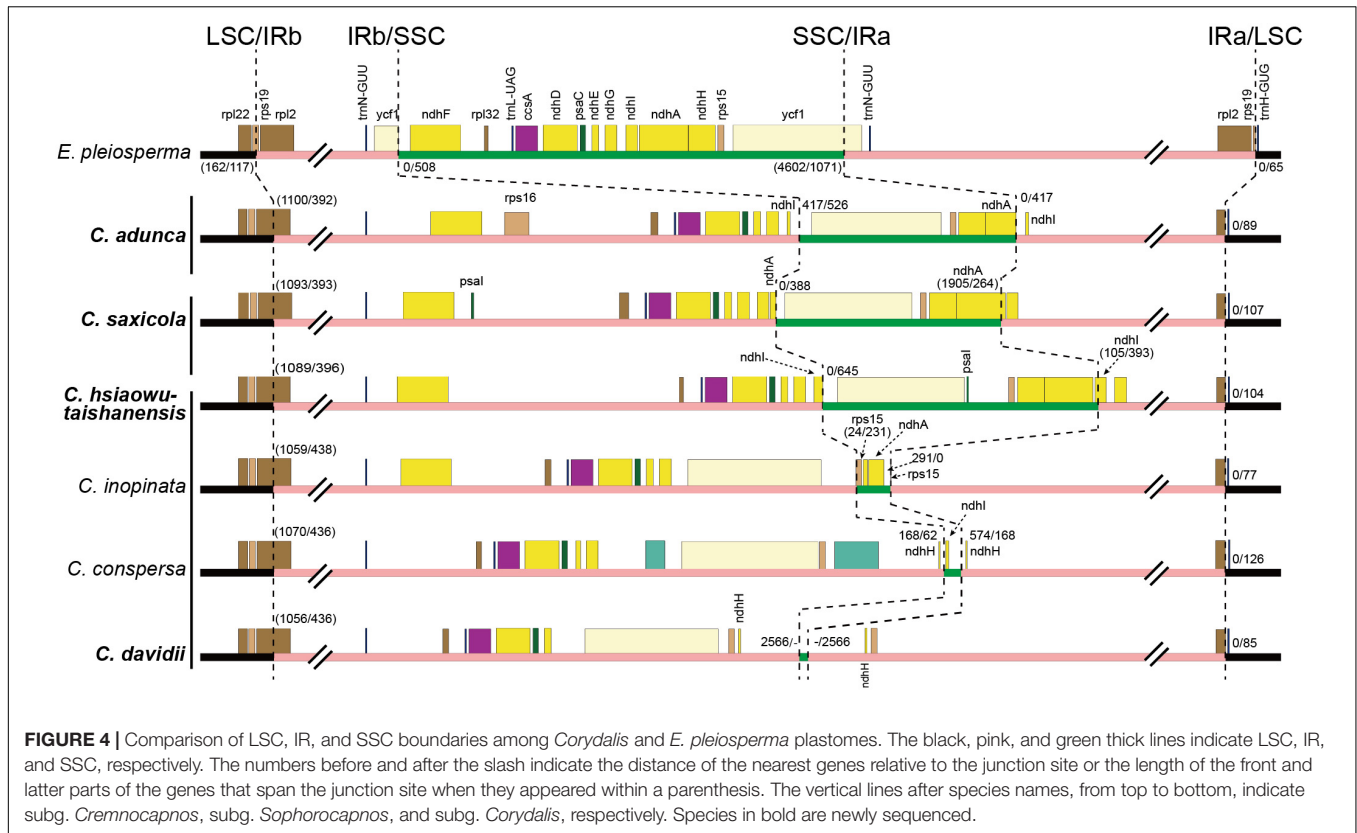 LSC/IRb IRb/SSC SSC/IRa IRa/LSC
rpl22 rps19 rpl2 trnN-GUU ycf1 ndhF rpl32 trnL-UAG ccsA ndhD psaC ndhE ndhG ndhI ndhA ndhH rps15 ycf1 trnN-GUU rpl2 rps19 trnH-GUG
E. pleiosperma
(162/117) 0/508 (4602/1071) 0/65
(1100/392) rps16 ndhI 417/526 ndhA 0/417 ndhI
C. adunca
0/89
(1093/393) psaI ndhA 0/388 ndhA (1905/264)
C. saxicola
0/107
(1089/396) ndhI 0/645 psaI ndhI (105/393)
C. hsiaowu-
taishanensis
0/104
(1059/438) rps15 (24/231) ndhA 291/0 rps15
C. inopinata
0/77
(1070/436) 168/62 ndhH ndhI 574/168 ndhH
C. conspersa
0/126
(1056/436) ndhH 2566/- -/2566 ndhH
C. davidii
0/85
FIGURE 4 | Comparison of LSC, IR, and SSC boundaries among Corydalis and E. pleiosperma plastomes. The black, pink, and green thick lines indicate LSC, IR,
and SSC, respectively. The numbers before and after the slash indicate the distance of the nearest genes relative to the junction site or the length of the front and
latter parts of the genes that span the junction site when they appeared within a parenthesis. The vertical lines after species names, from top to bottom, indicate
subg. Cremnocapnos, subg. Sophorocapnos, and subg. Corydalis, respectively. Species in bold are newly sequenced.